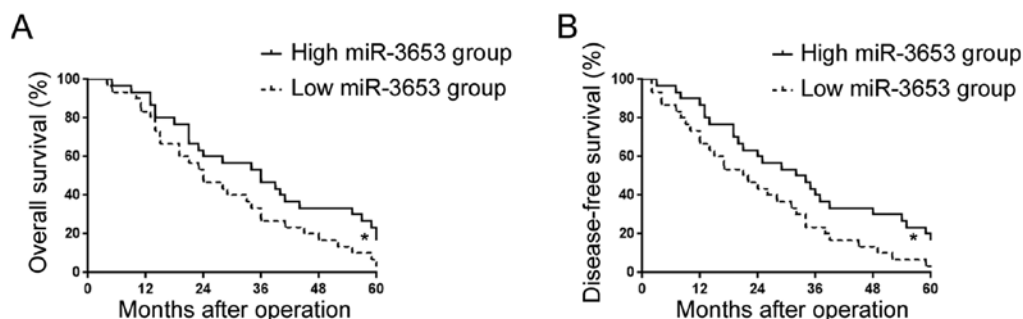 A
High miR-3653 group
Low miR-3653 group
Overall survival (%)
100
80
60
40
20
0
*
0 12 24 36 48 60
Months after operation
B
High miR-3653 group
Low miR-3653 group
Disease-free survival (%)
100
80
60
40
20
0
*
0 12 24 36 48 60
Months after operation